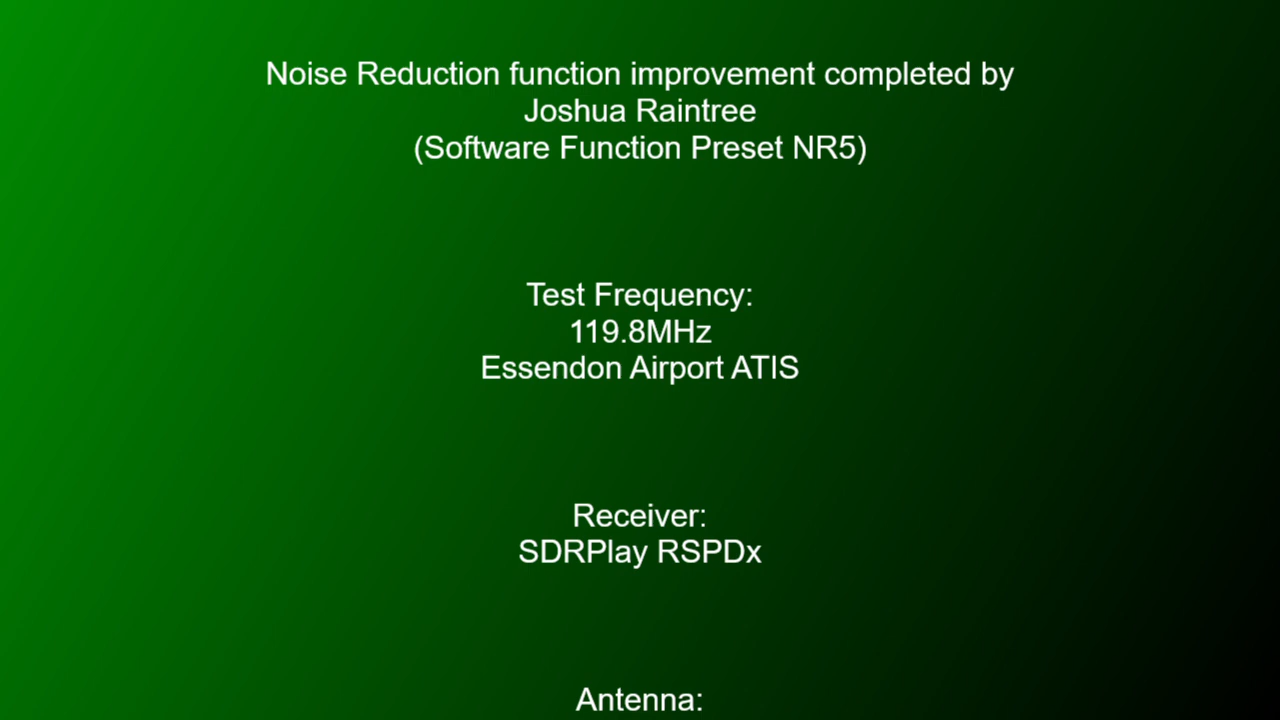 Noise Reduction function improvement completed by
Joshua Raintree
(Software Function Preset NR5)
Test Frequency:
119.8MHz
Essendon Airport ATIS
Receiver:
SDRPlay RSPDx
Antenna: